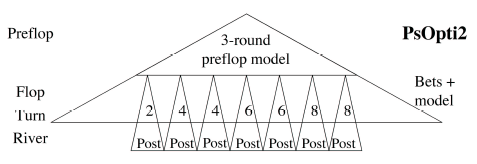 Preflop
PsOpti2
3-round
preflop model
Bets +
model
Flop
Turn
River
2 4 4 6 6 8 8
Post Post Post Post Post Post Post